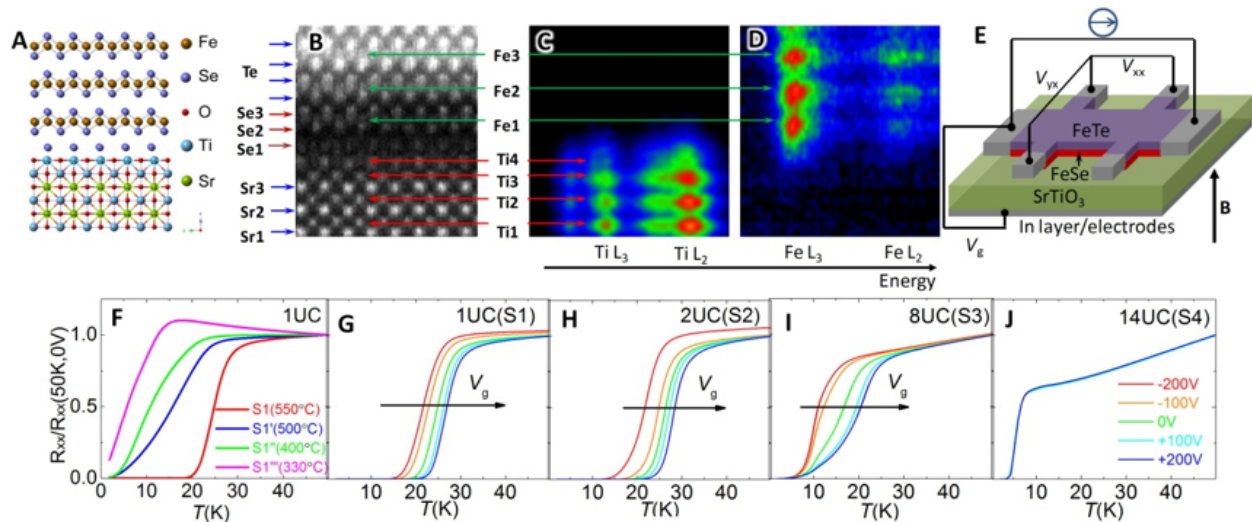 A
Fe
Se
O
Ti
Sr
B
Te
Se3
Se2
Se1
Sr3
Sr2
Sr1
C
Fe3
Fe2
Fe1
Ti4
Ti3
Ti2
Ti1
D
Ti L3 Ti L2 Fe L3 Fe L2
Energy
E
Vyx
Vxx
FeTe
FeSe
SrTiO3
In layer/electrodes
Vg
B
Rxx/Rxx(50K,0V)
1.0
0.5
0.0
F 1UC
S1(550°C)
S1'(500°C)
S1''(400°C)
S1'''(330°C)
0 10 20 30 40
T(K)
G 1UC(S1)
Vg
10 20 30 40
T(K)
H 2UC(S2)
Vg
10 20 30 40
T(K)
I 8UC(S3)
Vg
10 20 30 40
T(K)
J 14UC(S4)
-200V
-100V
0V
+100V
+200V
10 20 30 40
T(K)